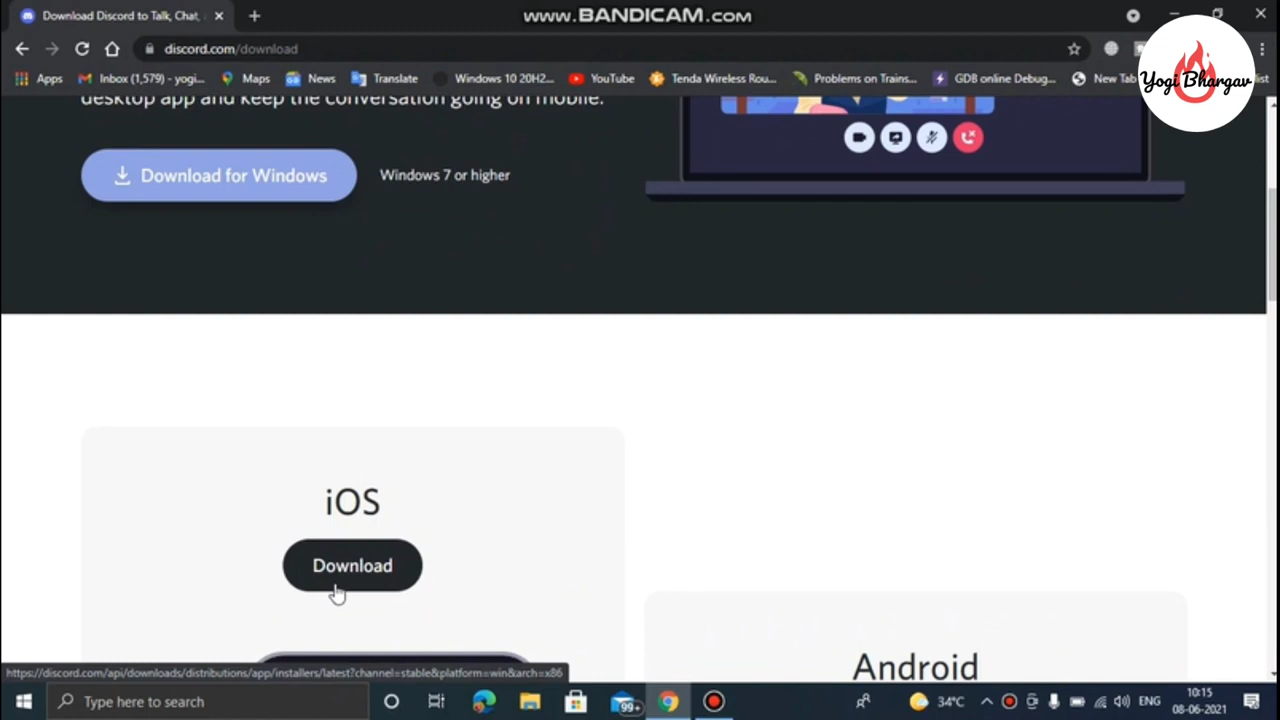 Download Discord to Talk, Chat,
www.BANDICAM.com
discord.com/download
Apps
Inbox (1,579) - yogi...
Maps
News
Translate
Windows 10 20H2...
YouTube
Tenda Wireless Rou...
Problems on Trains...
GDB online Debug...
New Tab
Yogi Bhargav
desktop app and keep the conversation going on mobile.
Download for Windows
Windows 7 or higher
iOS
Download
Android
https://discord.com/api/downloads/distributions/app/installers/latest?channel=stable&platform=win&arch=x86
Type here to search
99+
34°C
ENG
10:15
08-06-2021